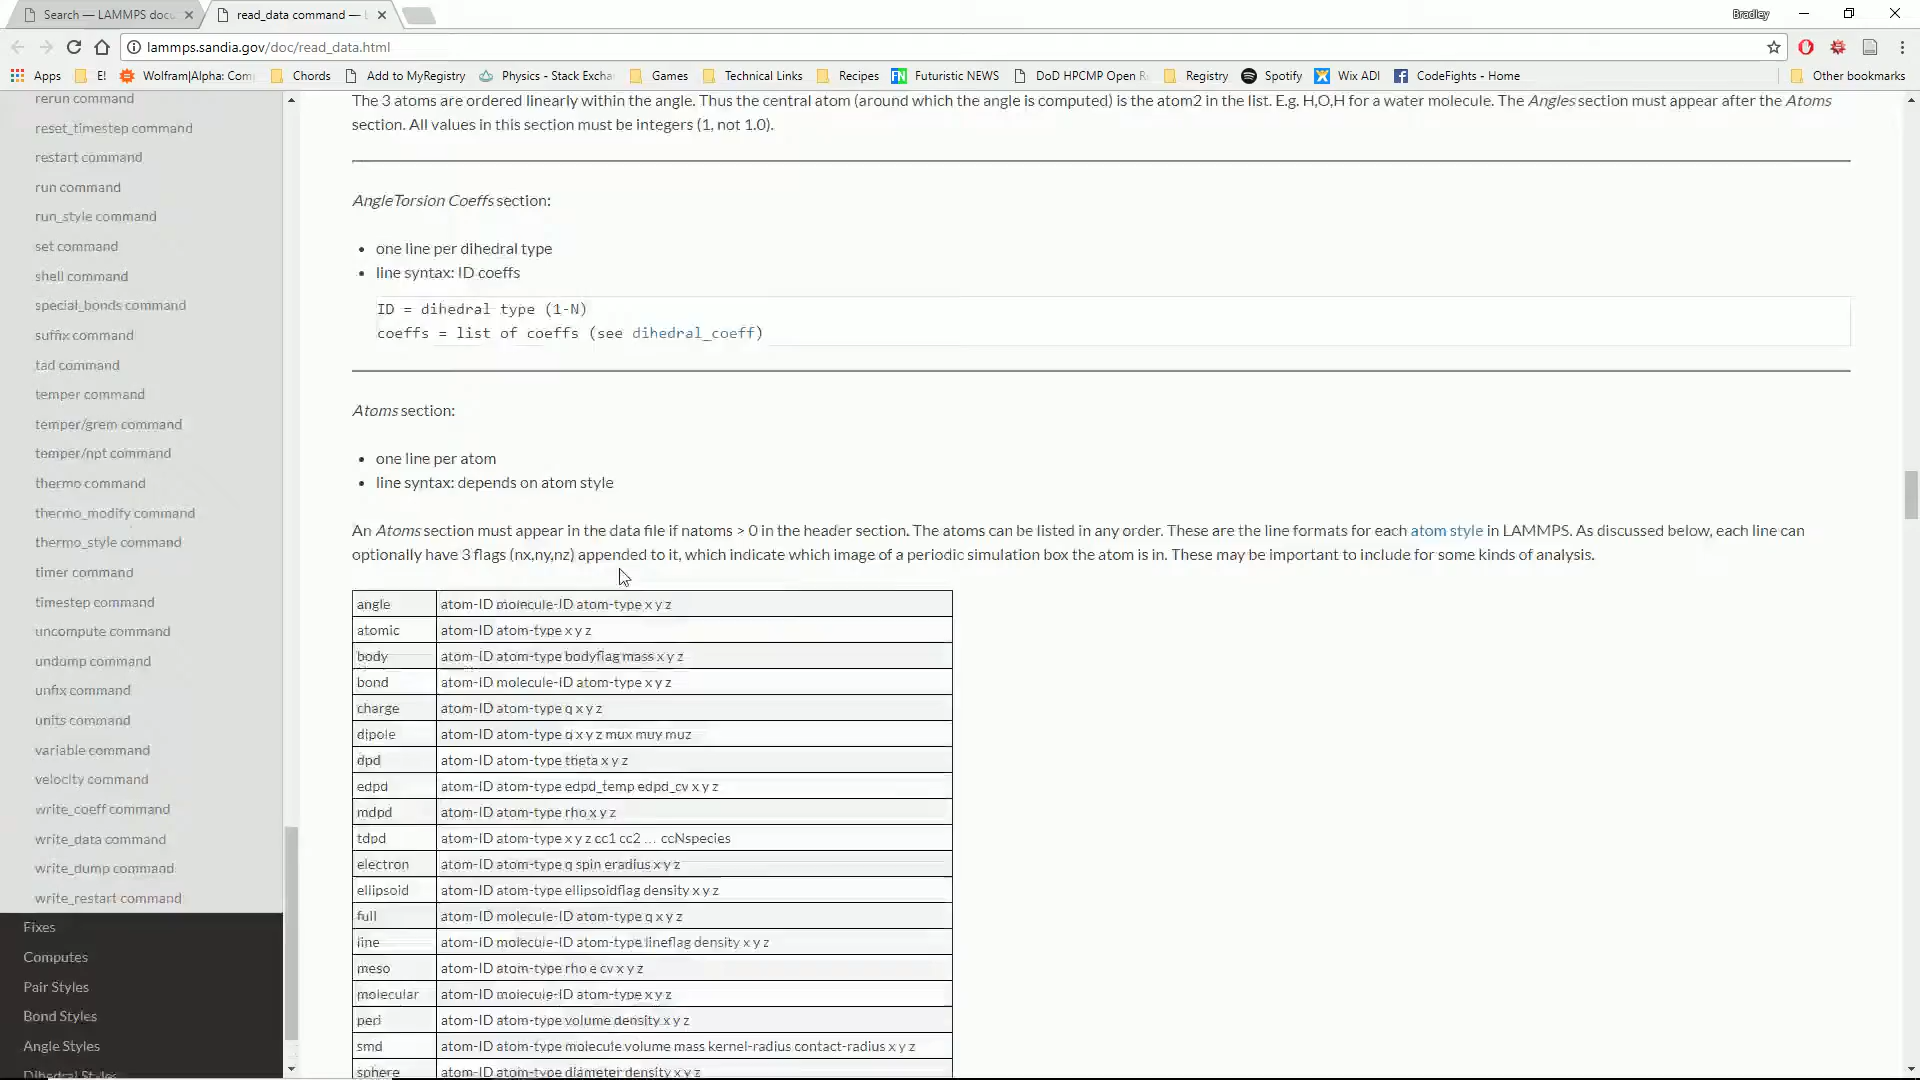 Search — LAMMPS docu
read_data command — L
Bradley
lammps.sandia.gov/doc/read_data.html
Apps
E!
Wolfram|Alpha: Com
Chords
Add to MyRegistry
Physics - Stack Excha
Games
Technical Links
Recipes
FN Futuristic NEWS
DoD HPCMP Open R
Registry
Spotify
Wix ADI
CodeFights - Home
Other bookmarks
rerun command
reset_timestep command
restart command
run command
run_style command
set command
shell command
special_bonds command
suffix command
tad command
temper command
temper/grem command
temper/npt command
thermo command
thermo_modify command
thermo_style command
timer command
timestep command
uncompute command
undump command
unfix command
units command
variable command
velocity command
write_coeff command
write_data command
write_dump command
write_restart command
Fixes
Computes
Pair Styles
Bond Styles
Angle Styles
Dihedral Styles
The 3 atoms are ordered linearly within the angle. Thus the central atom (around which the angle is computed) is the atom2 in the list. E.g. H,O,H for a water molecule. The Angles section must appear after the Atoms
section. All values in this section must be integers (1, not 1.0).
AngleTorsion Coeffs section:
• one line per dihedral type
• line syntax: ID coeffs
ID = dihedral type (1-N)
coeffs = list of coeffs (see dihedral_coeff)
Atoms section:
• one line per atom
• line syntax: depends on atom style
An Atoms section must appear in the data file if natoms > 0 in the header section. The atoms can be listed in any order. These are the line formats for each atom style in LAMMPS. As discussed below, each line can
optionally have 3 flags (nx,ny,nz) appended to it, which indicate which image of a periodic simulation box the atom is in. These may be important to include for some kinds of analysis.
angle atom-ID molecule-ID atom-type x y z
atomic atom-ID atom-type x y z
body atom-ID atom-type bodyflag mass x y z
bond atom-ID molecule-ID atom-type x y z
charge atom-ID atom-type q x y z
dipole atom-ID atom-type q x y z mux muy muz
dpd atom-ID atom-type theta x y z
edpd atom-ID atom-type edpd_temp edpd_cv x y z
mdpd atom-ID atom-type rho x y z
tdpd atom-ID atom-type x y z cc1 cc2 … ccNspecies
electron atom-ID atom-type q spin eradius x y z
ellipsoid atom-ID atom-type ellipsoidflag density x y z
full atom-ID molecule-ID atom-type q x y z
line atom-ID molecule-ID atom-type lineflag density x y z
meso atom-ID atom-type rho e cv x y z
molecular atom-ID molecule-ID atom-type x y z
peri atom-ID atom-type volume density x y z
smd atom-ID atom-type molecule volume mass kernel-radius contact-radius x y z
sphere atom-ID atom-type diameter density x y z